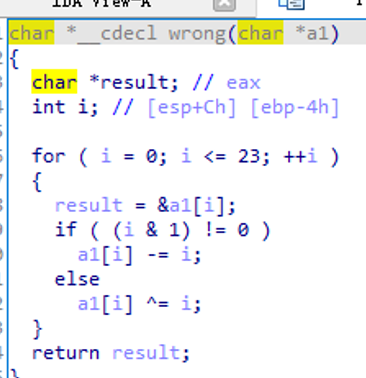 IDA View-A
char *__cdecl wrong(char *a1)
{
char *result; // eax
int i; // [esp+Ch] [ebp-4h]
for ( i = 0; i <= 23; ++i )
{
result = &a1[i];
if ( (i & 1) != 0 )
a1[i] -= i;
else
a1[i] ^= i;
}
return result;
}